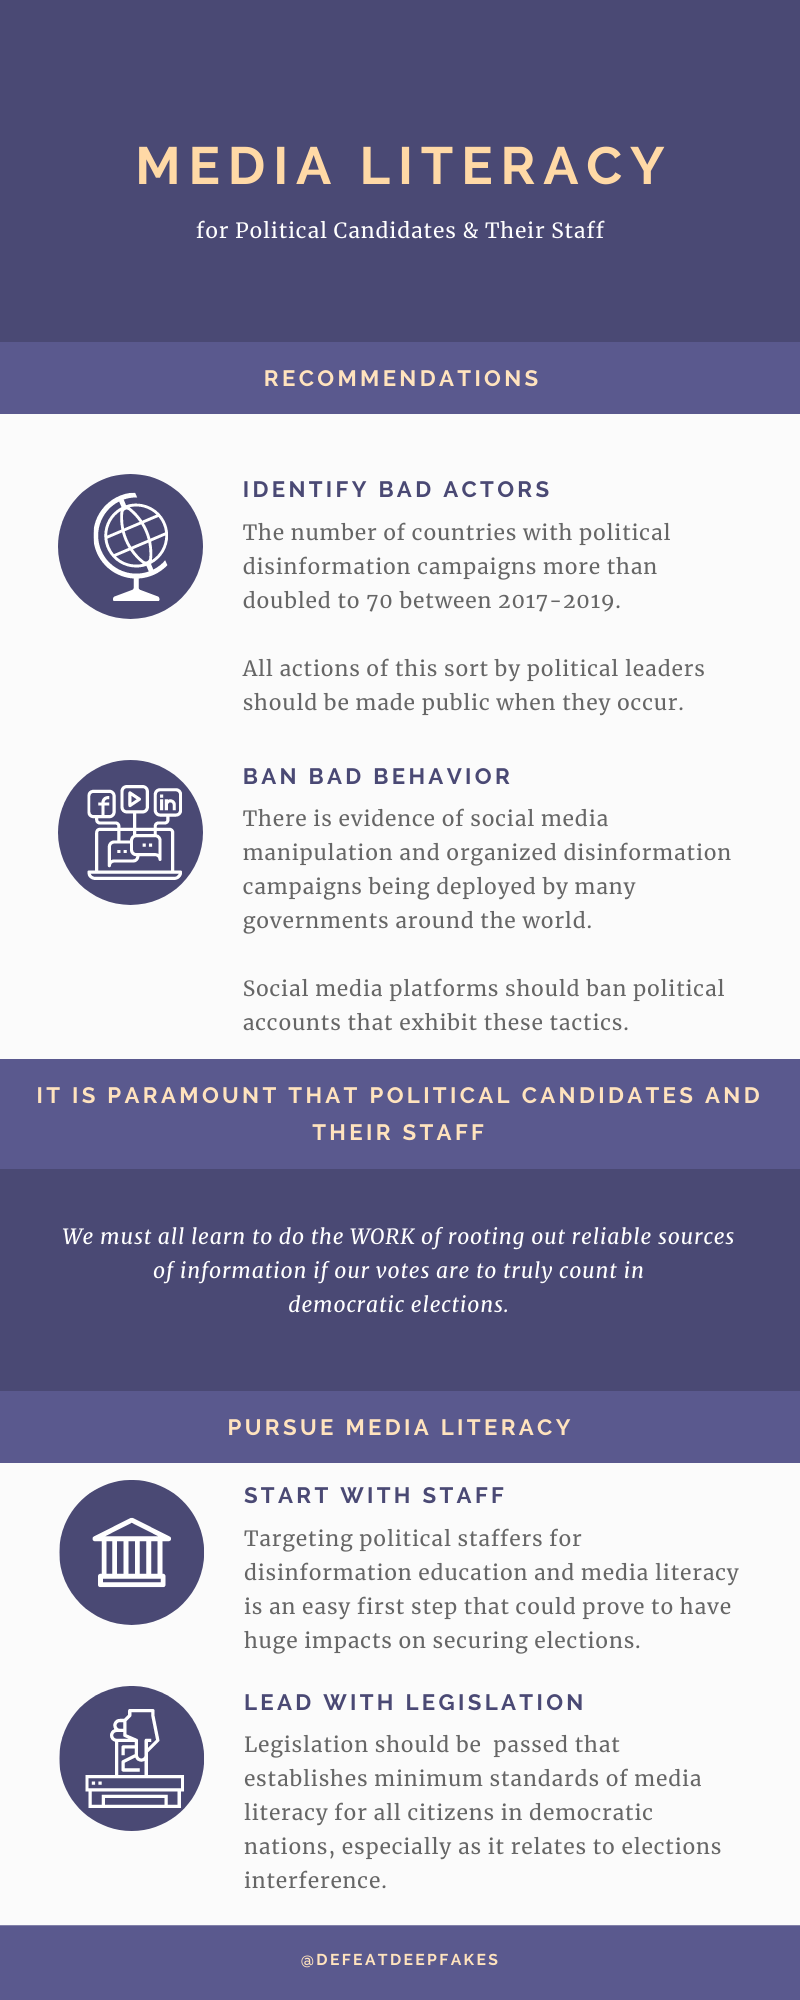 MEDIA LITERACY
for Political Candidates & Their Staff
RECOMMENDATIONS
IDENTIFY BAD ACTORS
The number of countries with political
disinformation campaigns more than
doubled to 70 between 2017-2019.
All actions of this sort by political leaders
should be made public when they occur.
BAN BAD BEHAVIOR
There is evidence of social media
manipulation and organized disinformation
campaigns being deployed by many
governments around the world.
Social media platforms should ban political
accounts that exhibit these tactics.
IT IS PARAMOUNT THAT POLITICAL CANDIDATES AND
THEIR STAFF
We must all learn to do the WORK of rooting out reliable sources
of information if our votes are to truly count in
democratic elections.
PURSUE MEDIA LITERACY
START WITH STAFF
Targeting political staffers for
disinformation education and media literacy
is an easy first step that could prove to have
huge impacts on securing elections.
LEAD WITH LEGISLATION
Legislation should be  passed that
establishes minimum standards of media
literacy for all citizens in democratic
nations, especially as it relates to elections
interference.
@DEFEATDEEPFAKES